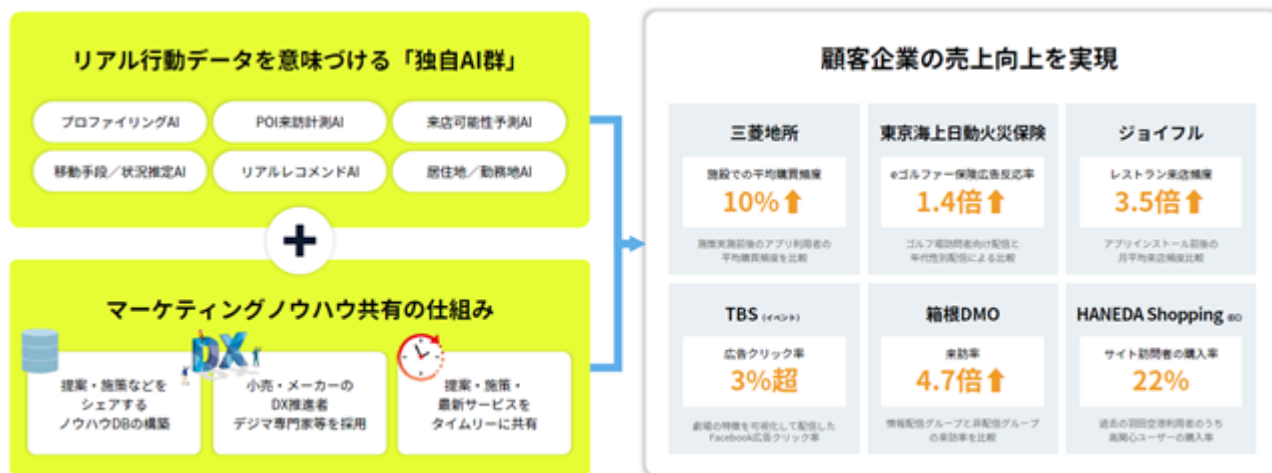 リアル行動データを意味づける「独自AI群」
プロファイリングAI
POI来訪計測AI
来店可能性予測AI
移動手段／状況推定AI
リアルレコメンドAI
居住地／勤務地AI
+
マーケティングノウハウ共有の仕組み
DX
提案・施策などを
シェアする
ノウハウDBの構築
小売・メーカーの
DX推進者
デジマ専門家等を採用
提案・施策・
最新サービスを
タイムリーに共有
顧客企業の売上向上を実現
三菱地所
施設での平均購買頻度
10%⬆
施策実施前後のアプリ利用者の
平均購買頻度を比較
東京海上日動火災保険
eゴルファー保険広告反応率
1.4倍⬆
ゴルフ場訪問者向け配信と
年代性別配信による比較
ジョイフル
レストラン来店頻度
3.5倍⬆
アプリインストール前後の
月平均来店頻度比較
TBS (イベント)
広告クリック率
3%超
劇場の特徴を可視化して配信した
Facebook広告クリック率
箱根DMO
来訪率
4.7倍⬆
情報配信グループと非配信グループ
の来訪率を比較
HANEDA Shopping
サイト訪問者の購入率
22%
過去の羽田空港利用者のうち
高関心ユーザーの購入率